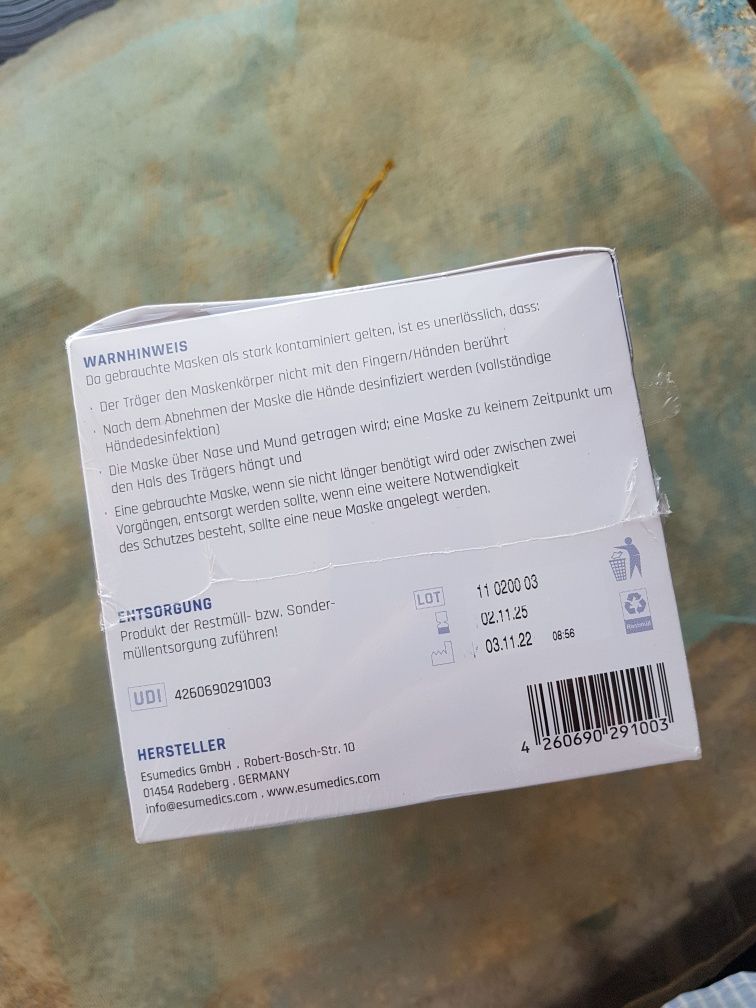 WARNHINWEIS
Da gebrauchte Masken als stark kontaminiert gelten, ist es unerlässlich, dass:
· Der Träger den Maskenkörper nicht mit den Fingern/Händen berührt
· Nach dem Abnehmen der Maske die Hände desinfiziert werden (vollständige
Händedesinfektion)
· Die Maske über Nase und Mund getragen wird; eine Maske zu keinem Zeitpunkt um
den Hals des Trägers hängt und
· Eine gebrauchte Maske, wenn sie nicht länger benötigt wird oder zwischen zwei
Vorgängen, entsorgt werden sollte, wenn eine weitere Notwendigkeit
des Schutzes besteht, sollte eine neue Maske angelegt werden.
ENTSORGUNG
Produkt der Restmüll- bzw. Sonder-
müllentsorgung zuführen!
LOT 11 0200 03
02.11.25
03.11.22 08:56
Restmüll
UDI 4260690291003
HERSTELLER
Esumedics GmbH . Robert-Bosch-Str. 10
01454 Radeberg . GERMANY
info@esumedics.com . www.esumedics.com
4 260690 291003